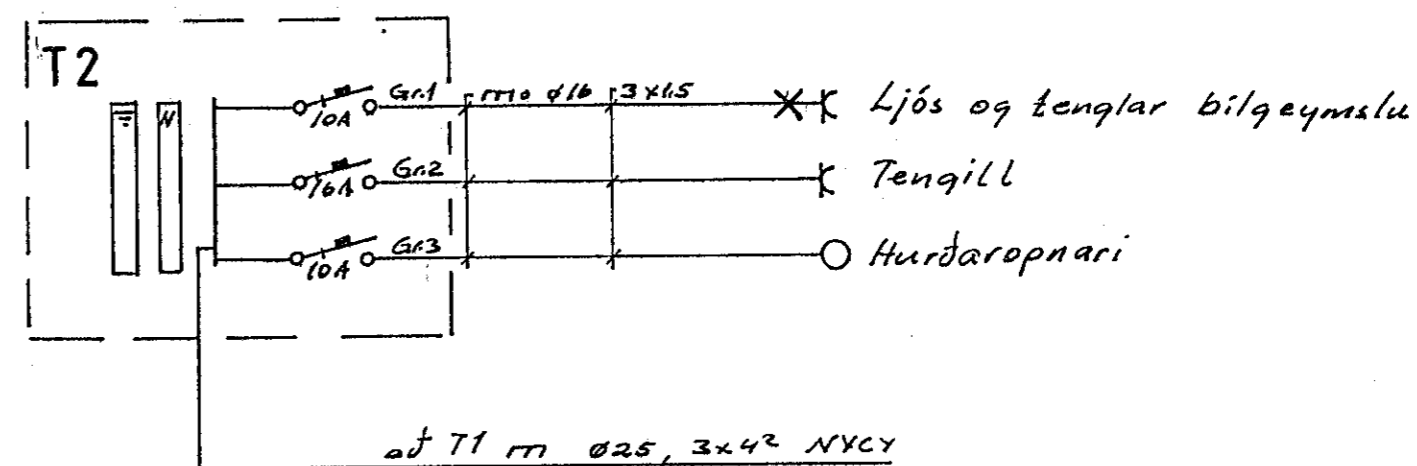 T2
N
10A Gr.1 m. ø16 3x1.5 Ljós og tenglar bílgeymslu
16A Gr.2 Tengill
10A Gr.3 Hurðaropnari
að T1 m ø25, 3x4² NYCY